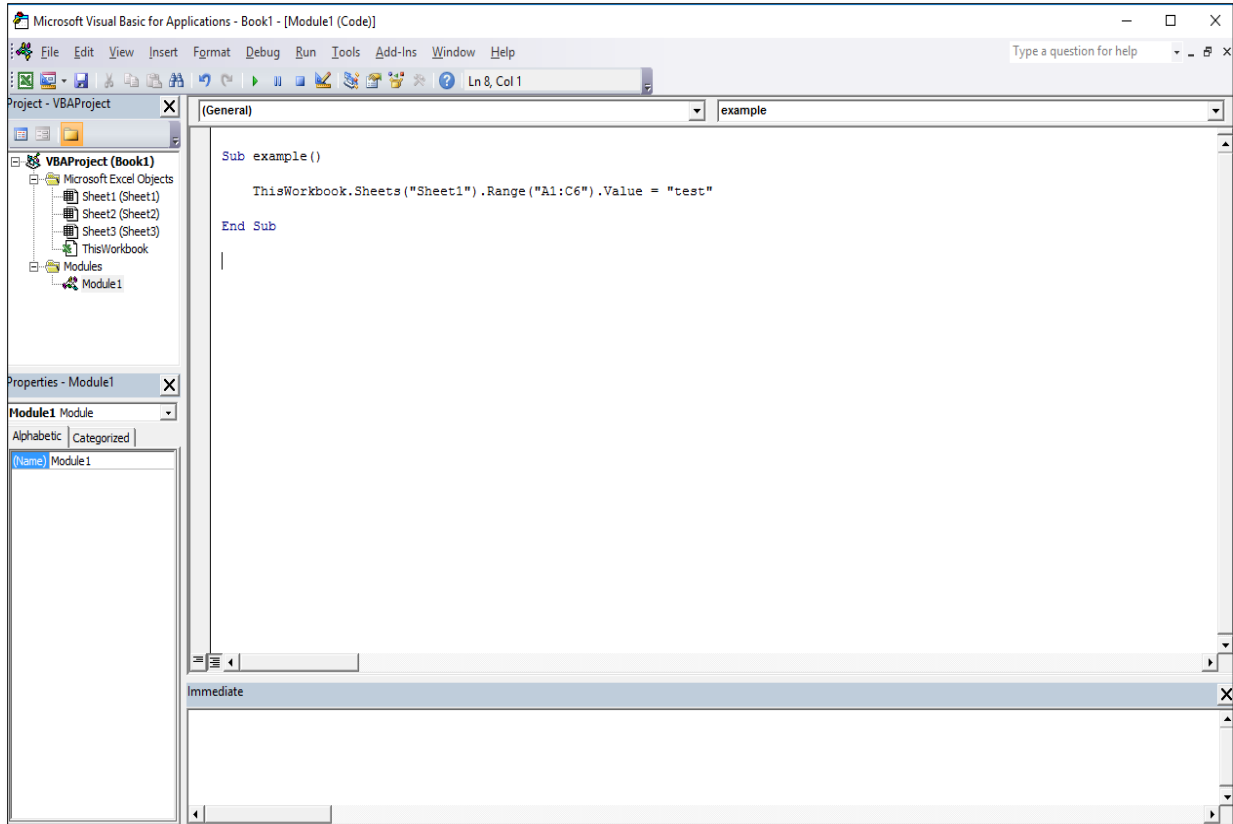 Microsoft Visual Basic for Applications - Book1 - [Module1 (Code)]
File Edit View Insert Format Debug Run Tools Add-Ins Window Help
Type a question for help
Ln 8, Col 1
Project - VBAProject
(General)
example
VBAProject (Book1)
Microsoft Excel Objects
Sheet1 (Sheet1)
Sheet2 (Sheet2)
Sheet3 (Sheet3)
ThisWorkbook
Modules
Module1
Sub example()
ThisWorkbook.Sheets("Sheet1").Range("A1:C6").Value = "test"
End Sub
Properties - Module1
Module1 Module
Alphabetic Categorized
(Name) Module1
Immediate